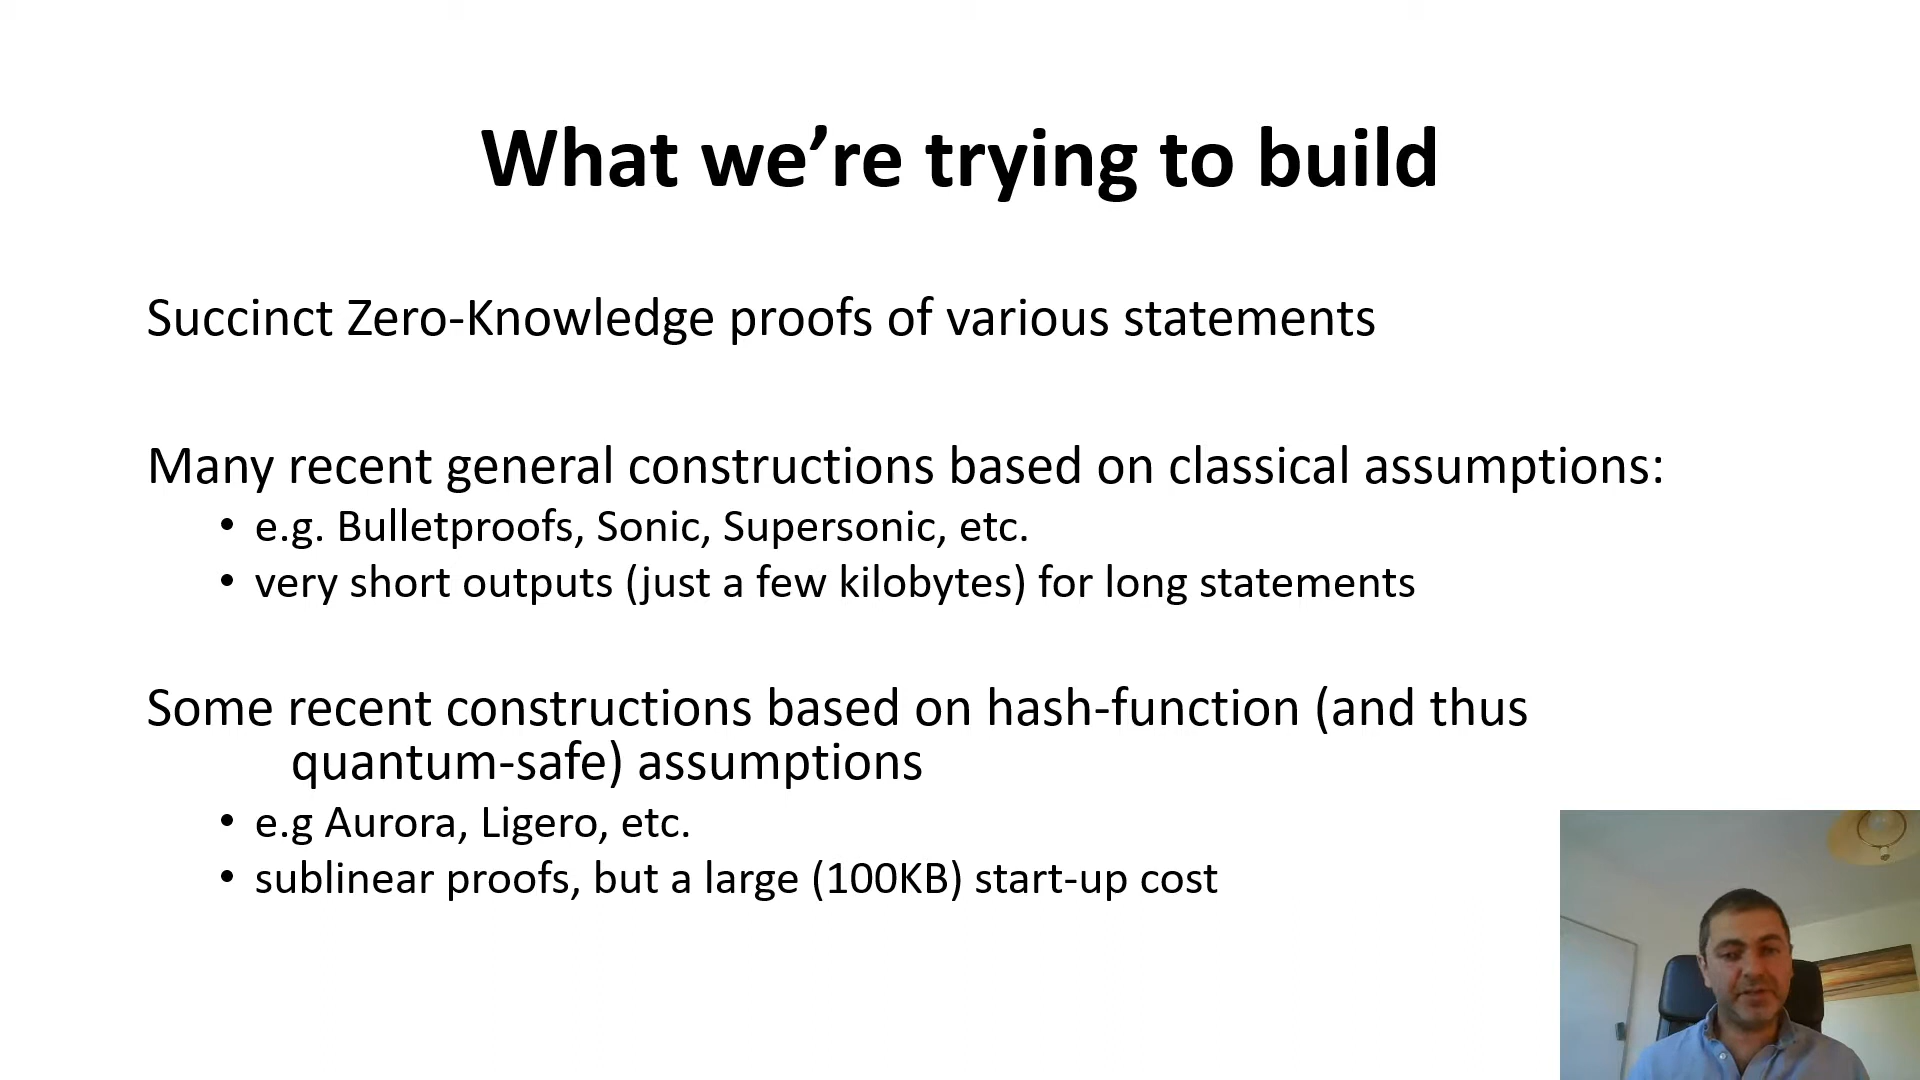 What we’re trying to build
Succinct Zero-Knowledge proofs of various statements
Many recent general constructions based on classical assumptions:
• e.g. Bulletproofs, Sonic, Supersonic, etc.
• very short outputs (just a few kilobytes) for long statements
Some recent constructions based on hash-function (and thus
quantum-safe) assumptions
• e.g Aurora, Ligero, etc.
• sublinear proofs, but a large (100KB) start-up cost